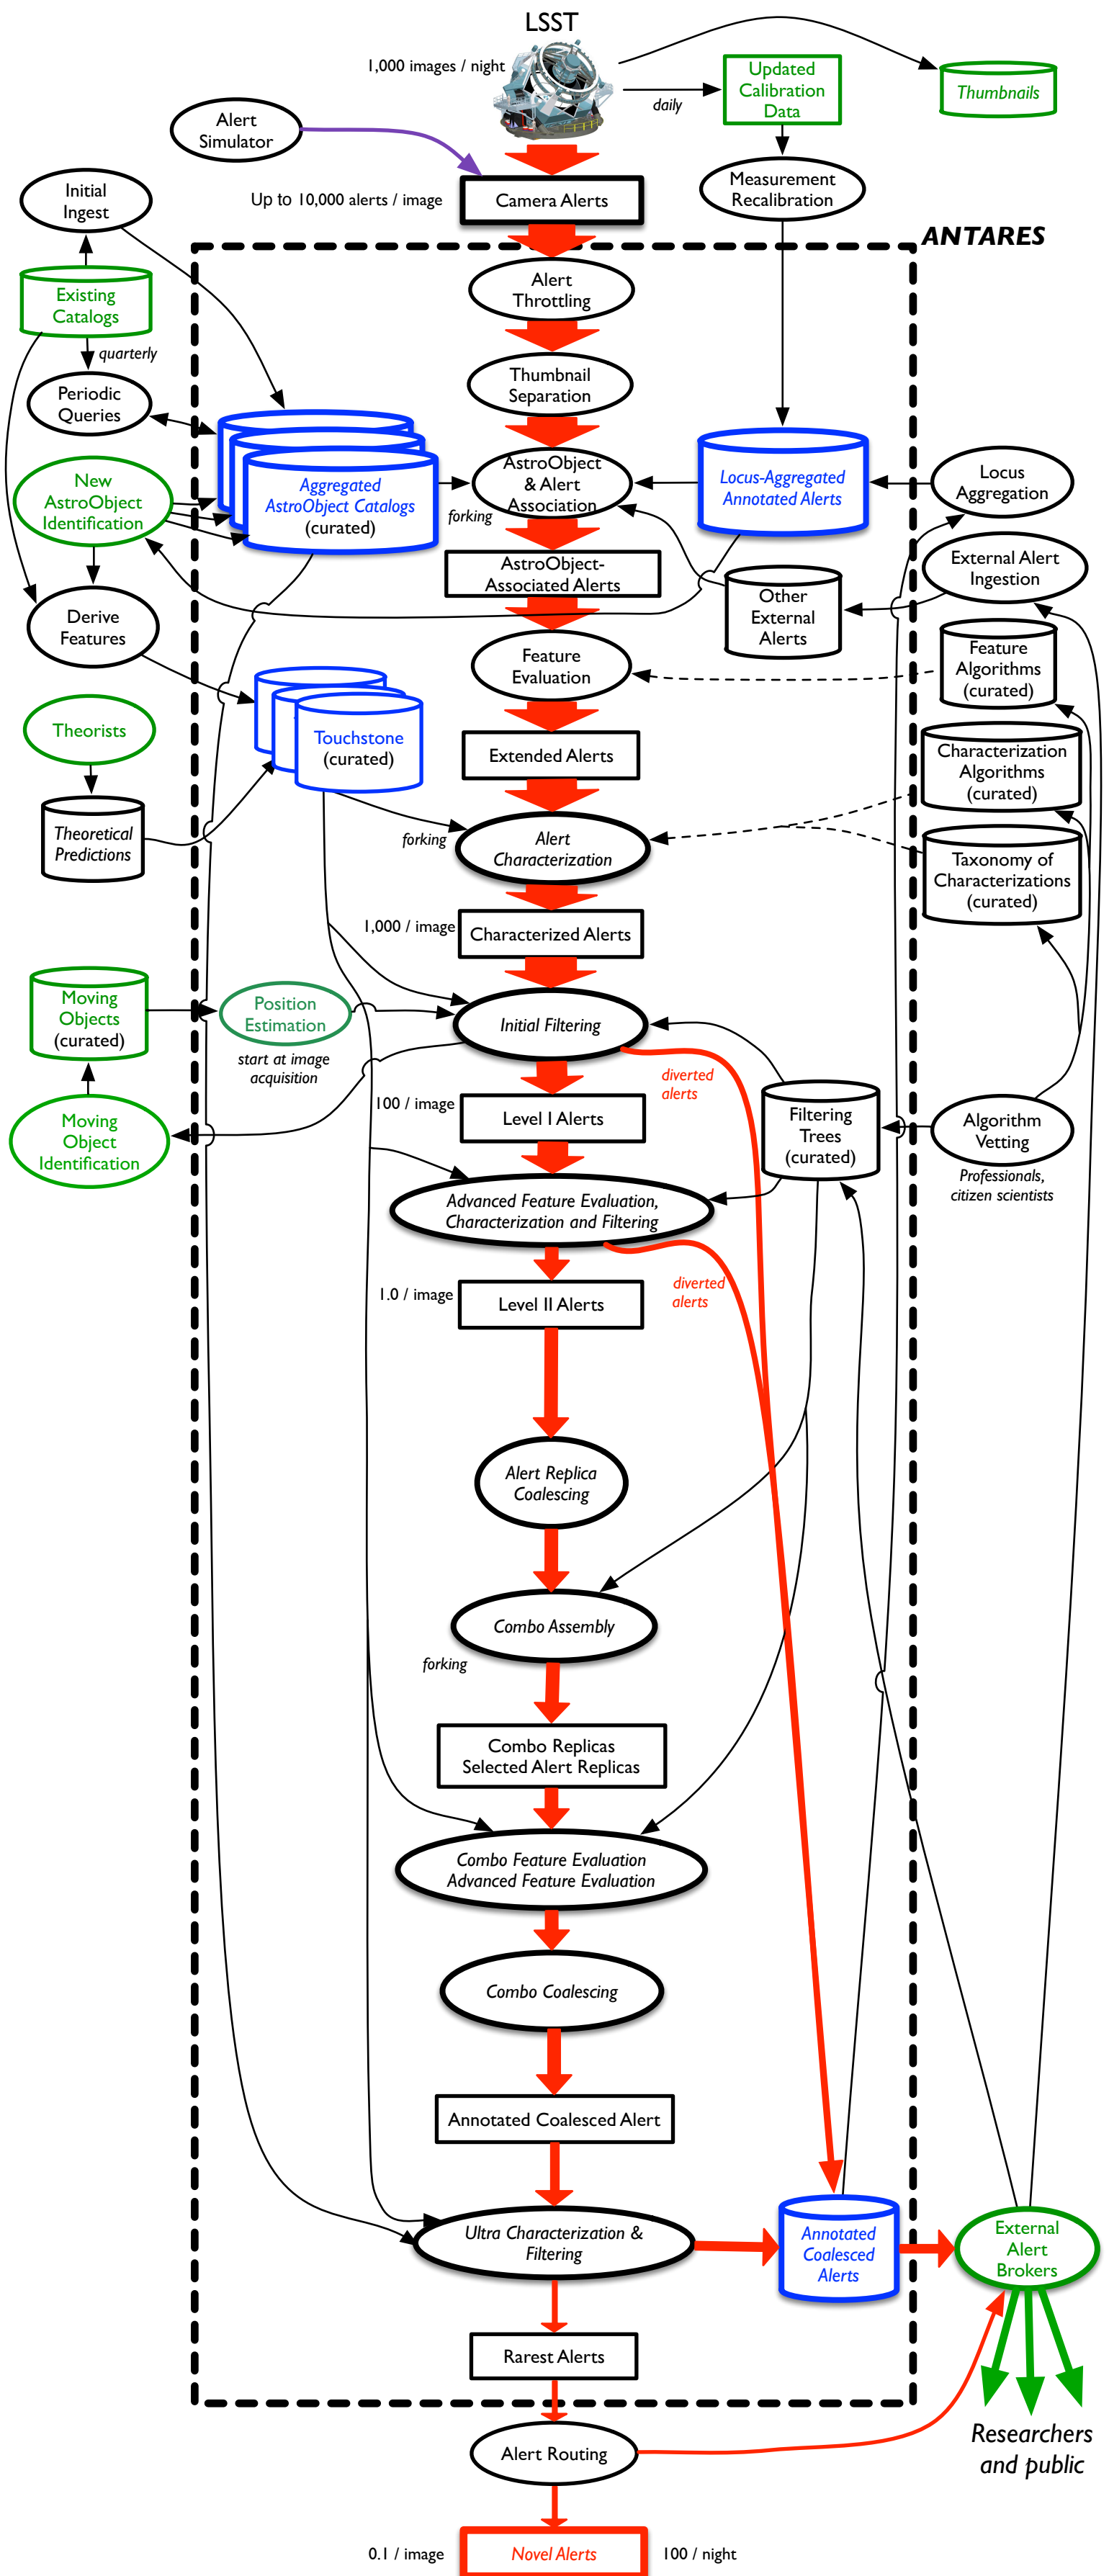 LSST
1,000 images / night
Updated
Calibration
Data
Thumbnails
daily
Alert
Simulator
Initial
Ingest
Up to 10,000 alerts / image
Camera Alerts
Measurement
Recalibration
ANTARES
Alert
Throttling
Existing
Catalogs
quarterly
Thumbnail
Separation
Periodic
Queries
New
AstroObject
Identification
Aggregated
AstroObject Catalogs
(curated)
AstroObject
& Alert
Association
forking
Locus-Aggregated
Annotated Alerts
Locus
Aggregation
AstroObject-
Associated Alerts
Other
External
Alerts
External Alert
Ingestion
Derive
Features
Feature
Evaluation
Feature
Algorithms
(curated)
Theorists
Touchstone
(curated)
Extended Alerts
Characterization
Algorithms
(curated)
Theoretical
Predictions
forking
Alert
Characterization
Taxonomy of
Characterizations
(curated)
1,000 / image
Characterized Alerts
Moving
Objects
(curated)
Position
Estimation
start at image
acquisition
Initial Filtering
diverted
alerts
Moving
Object
Identification
100 / image
Level I Alerts
Filtering
Trees
(curated)
Algorithm
Vetting
Professionals,
citizen scientists
Advanced Feature Evaluation,
Characterization and Filtering
1.0 / image
Level II Alerts
diverted
alerts
Alert Replica
Coalescing
Combo Assembly
forking
Combo Replicas
Selected Alert Replicas
Combo Feature Evaluation
Advanced Feature Evaluation
Combo Coalescing
Annotated Coalesced Alert
Ultra Characterization &
Filtering
Annotated
Coalesced
Alerts
External
Alert
Brokers
Rarest Alerts
Alert Routing
Researchers
and public
0.1 / image
Novel Alerts
100 / night